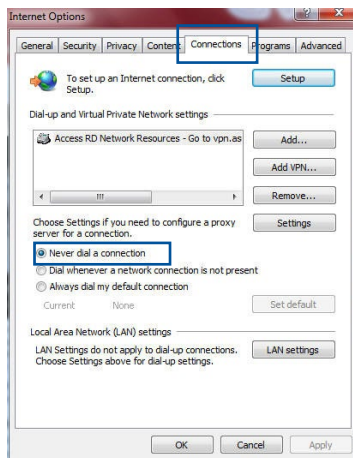 Internet Options
General Security Privacy Content Connections Programs Advanced
To set up an Internet connection, click
Setup.
Setup
Dial-up and Virtual Private Network settings
Access RD Network Resources - Go to vpn.as
Add...
Add VPN...
Remove...
Choose Settings if you need to configure a proxy
server for a connection.
Settings
Never dial a connection
Dial whenever a network connection is not present
Always dial my default connection
Current None
Set default
Local Area Network (LAN) settings
LAN Settings do not apply to dial-up connections.
Choose Settings above for dial-up settings.
LAN settings
OK Cancel Apply